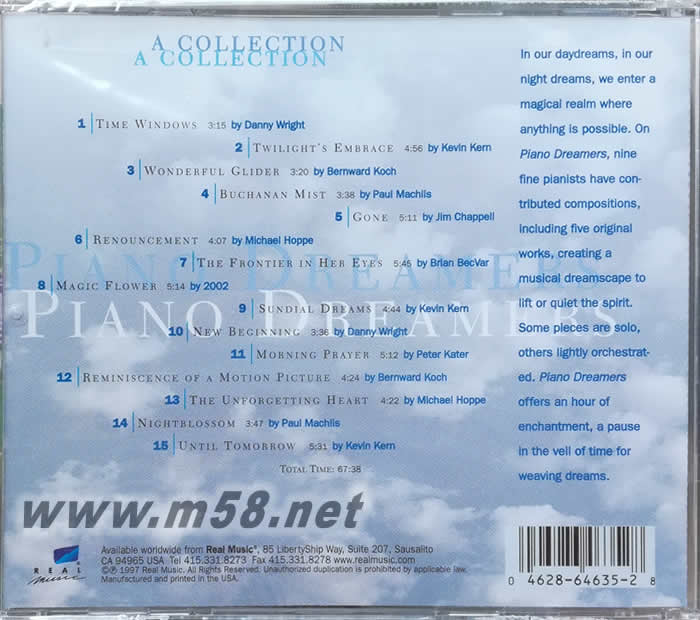 A COLLECTION
A COLLECTION
1 TIME WINDOWS 3:15 by Danny Wright
2 TWILIGHT'S EMBRACE 4:56 by Kevin Kern
3 WONDERFUL GLIDER 3:20 by Bernward Koch
4 BUCHANAN MIST 3:38 by Paul Machlis
5 GONE 5:11 by Jim Chappell
6 RENOUNCEMENT 4:07 by Michael Hoppe
7 THE FRONTIER IN HER EYES 5:45 by Brian BecVar
PIANO DREAMERS
8 MAGIC FLOWER 5:14 by 2002
9 SUNDIAL DREAMS 4:44 by Kevin Kern
PIANO DREAMERS
10 NEW BEGINNING 3:36 by Danny Wright
11 MORNING PRAYER 5:12 by Peter Kater
12 REMINISCENCE OF A MOTION PICTURE 4:24 by Bernward Koch
13 THE UNFORGETTING HEART 4:22 by Michael Hoppe
14 NIGHTBLOSSOM 3:47 by Paul Machlis
15 UNTIL TOMORROW 5:31 by Kevin Kern
TOTAL TIME: 67:38
In our daydreams, in our
night dreams, we enter a
magical realm where
anything is possible. On
Piano Dreamers, nine
fine pianists have con-
tributed compositions,
including five original
works, creating a
musical dreamscape to
lift or quiet the spirit.
Some pieces are solo,
others lightly orchestrat-
ed. Piano Dreamers
offers an hour of
enchantment, a pause
in the veil of time for
weaving dreams.
www.m58.net
REAL
music
Available worldwide from Real Music®, 85 LibertyShip Way, Suite 207, Sausalito
CA 94965 USA Tel 415.331.8273 Fax 415.331.8278 www.realmusic.com
©℗ 1997 Real Music. All Rights Reserved. Unauthorized duplication is prohibited by applicable law.
Manufactured and printed in the USA.
0 4628-64635-2 8